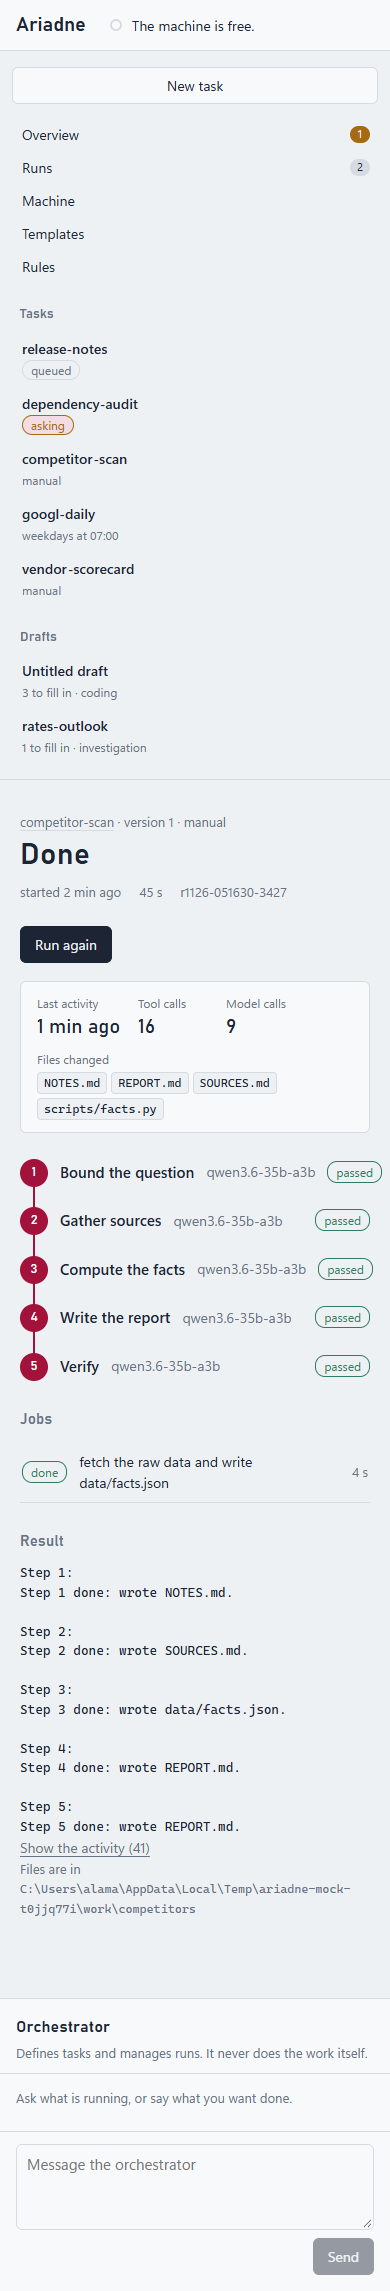 Ariadne
The machine is free.
New task
Overview 1
Runs 2
Machine
Templates
Rules
Tasks
release-notes
queued
dependency-audit
asking
competitor-scan
manual
googl-daily
weekdays at 07:00
vendor-scorecard
manual
Drafts
Untitled draft
3 to fill in · coding
rates-outlook
1 to fill in · investigation
competitor-scan · version 1 · manual
Done
started 2 min ago 45 s r1126-051630-3427
Run again
Last activity Tool calls Model calls
1 min ago 16 9
Files changed
NOTES.md REPORT.md SOURCES.md
scripts/facts.py
1 Bound the question qwen3.6-35b-a3b passed
2 Gather sources qwen3.6-35b-a3b passed
3 Compute the facts qwen3.6-35b-a3b passed
4 Write the report qwen3.6-35b-a3b passed
5 Verify qwen3.6-35b-a3b passed
Jobs
done fetch the raw data and write 4 s
data/facts.json
Result
Step 1:
Step 1 done: wrote NOTES.md.
Step 2:
Step 2 done: wrote SOURCES.md.
Step 3:
Step 3 done: wrote data/facts.json.
Step 4:
Step 4 done: wrote REPORT.md.
Step 5:
Step 5 done: wrote REPORT.md.
Show the activity (41)
Files are in
C:\Users\alama\AppData\Local\Temp\ariadne-mock-
t0jjq77i\work\competitors
Orchestrator
Defines tasks and manages runs. It never does the work itself.
Ask what is running, or say what you want done.
Message the orchestrator
Send